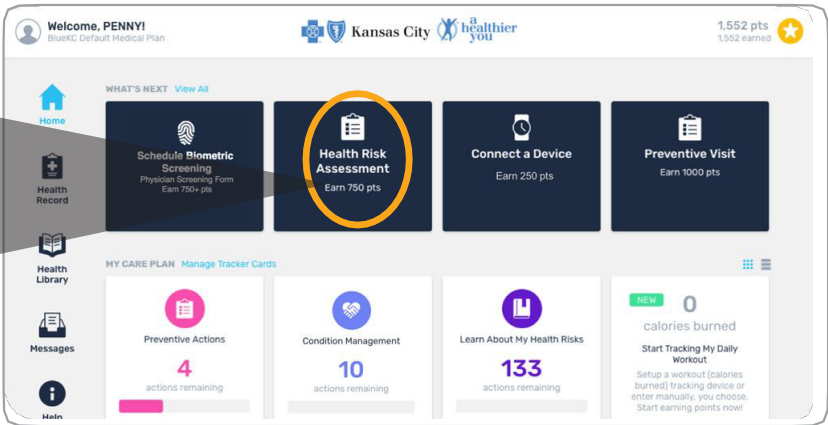 Welcome, PENNY!
BlueKC Default Medical Plan
Kansas City
a
healthier
you
1,552 pts
1,552 earned
Home
Health
Record
Health
Library
Messages
Help
WHAT'S NEXT View All
Schedule Biometric
Screening
Physician Screening Form
Earn 750+ pts
Health Risk
Assessment
Earn 750 pts
Connect a Device
Earn 250 pts
Preventive Visit
Earn 1000 pts
MY CARE PLAN Manage Tracker Cards
Preventive Actions
4
actions remaining
Condition Management
10
actions remaining
Learn About My Health Risks
133
actions remaining
NEW 0
calories burned
Start Tracking My Daily
Workout
Setup a workout (calories
burned) tracking device or
enter manually, you choose.
Start earning points now!